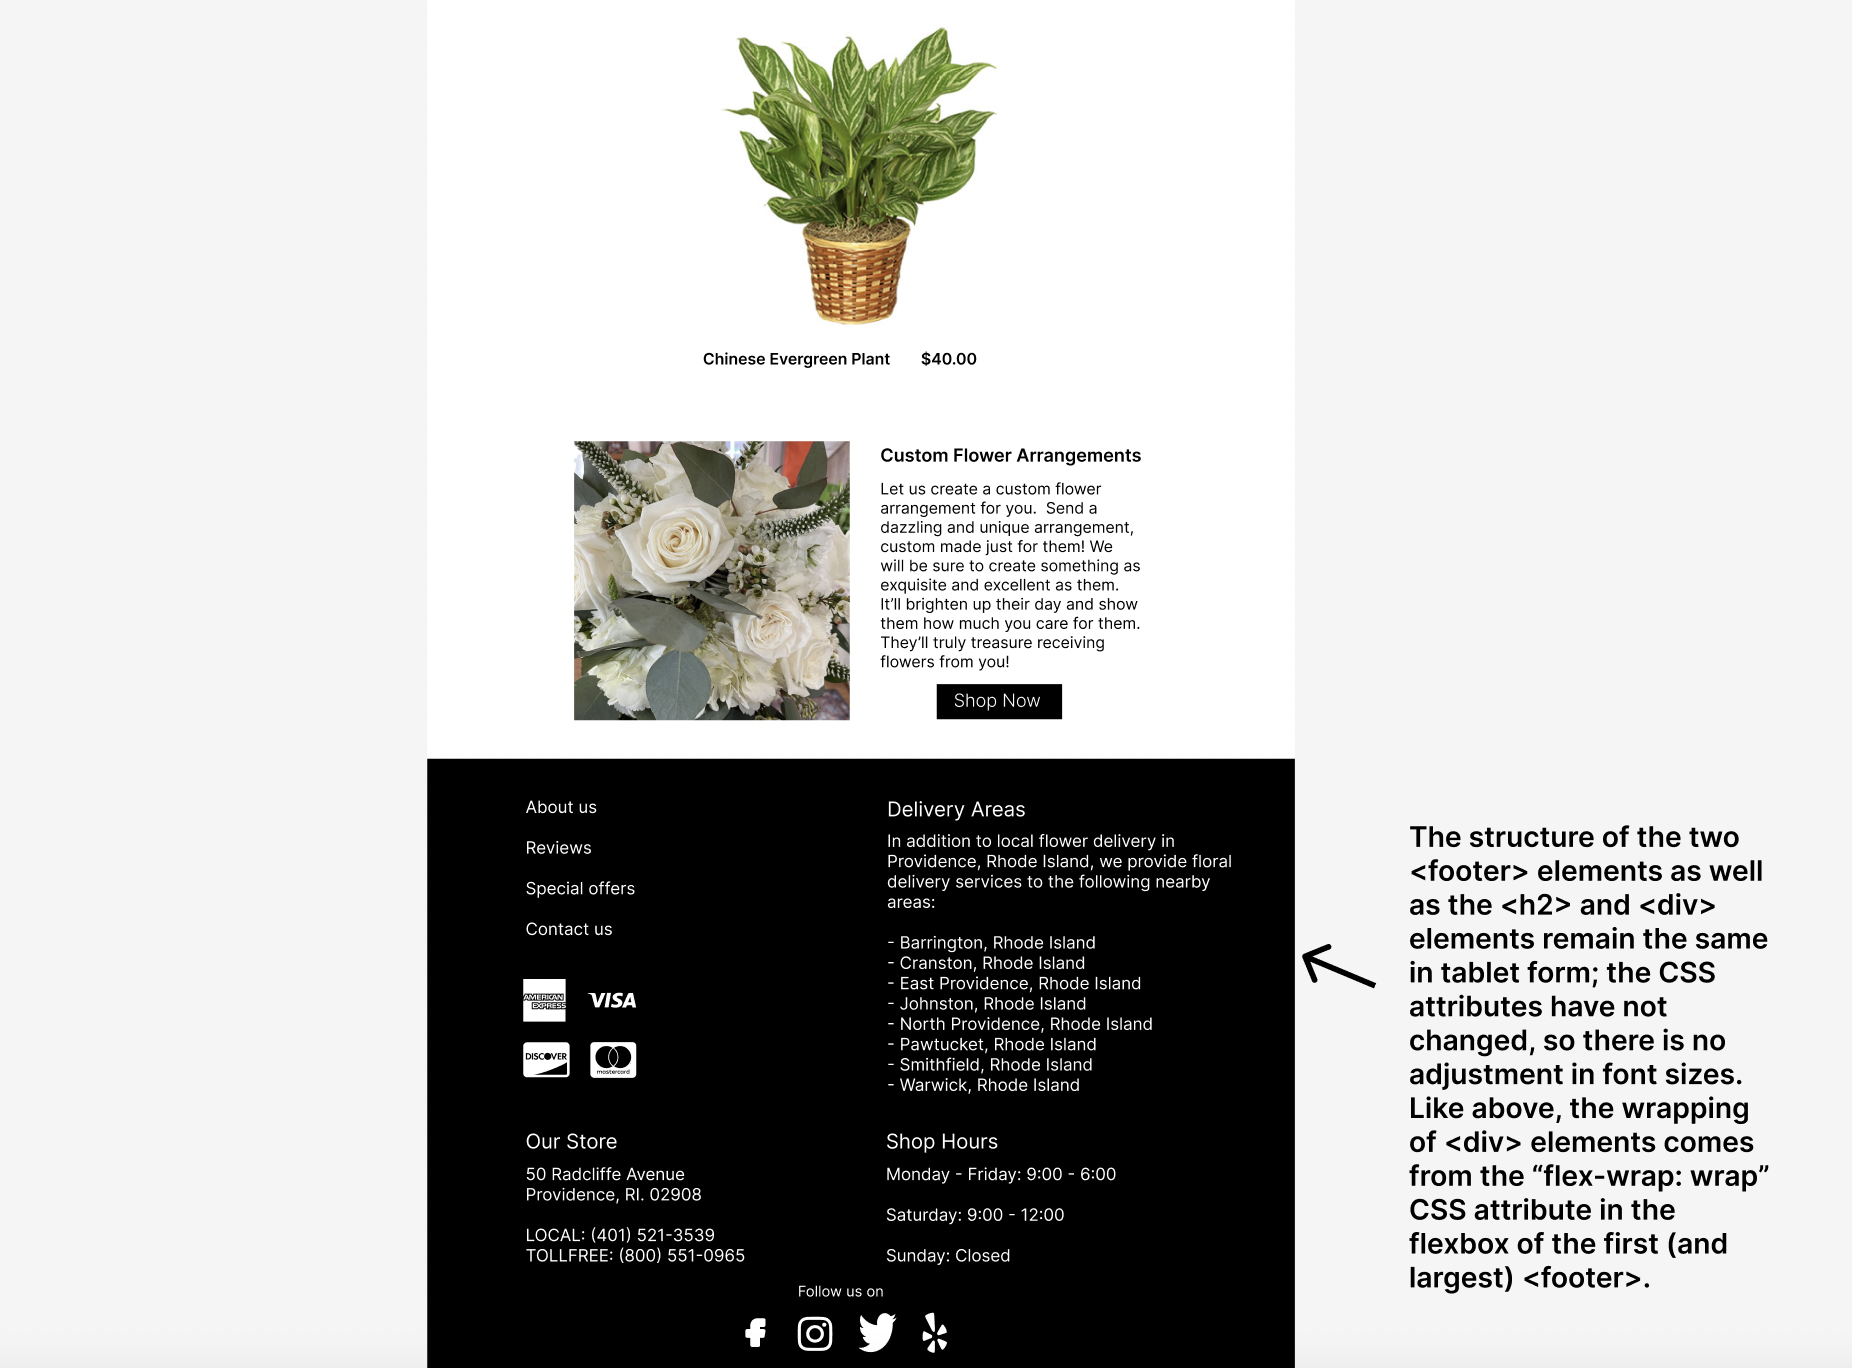 Chinese Evergreen Plant $40.00
Custom Flower Arrangements
Let us create a custom flower
arrangement for you.  Send a
dazzling and unique arrangement,
custom made just for them! We
will be sure to create something as
exquisite and excellent as them.
It’ll brighten up their day and show
them how much you care for them.
They’ll truly treasure receiving
flowers from you!
Shop Now
About us
Reviews
Special offers
Contact us
AMERICAN
EXPRESS
VISA
DISCOVER
mastercard
Delivery Areas
In addition to local flower delivery in
Providence, Rhode Island, we provide floral
delivery services to the following nearby
areas:
- Barrington, Rhode Island
- Cranston, Rhode Island
- East Providence, Rhode Island
- Johnston, Rhode Island
- North Providence, Rhode Island
- Pawtucket, Rhode Island
- Smithfield, Rhode Island
- Warwick, Rhode Island
Our Store
50 Radcliffe Avenue
Providence, RI. 02908
LOCAL: (401) 521-3539
TOLLFREE: (800) 551-0965
Shop Hours
Monday - Friday: 9:00 - 6:00
Saturday: 9:00 - 12:00
Sunday: Closed
Follow us on
The structure of the two
<footer> elements as well
as the <h2> and <div>
elements remain the same
in tablet form; the CSS
attributes have not
changed, so there is no
adjustment in font sizes.
Like above, the wrapping
of <div> elements comes
from the “flex-wrap: wrap”
CSS attribute in the
flexbox of the first (and
largest) <footer>.